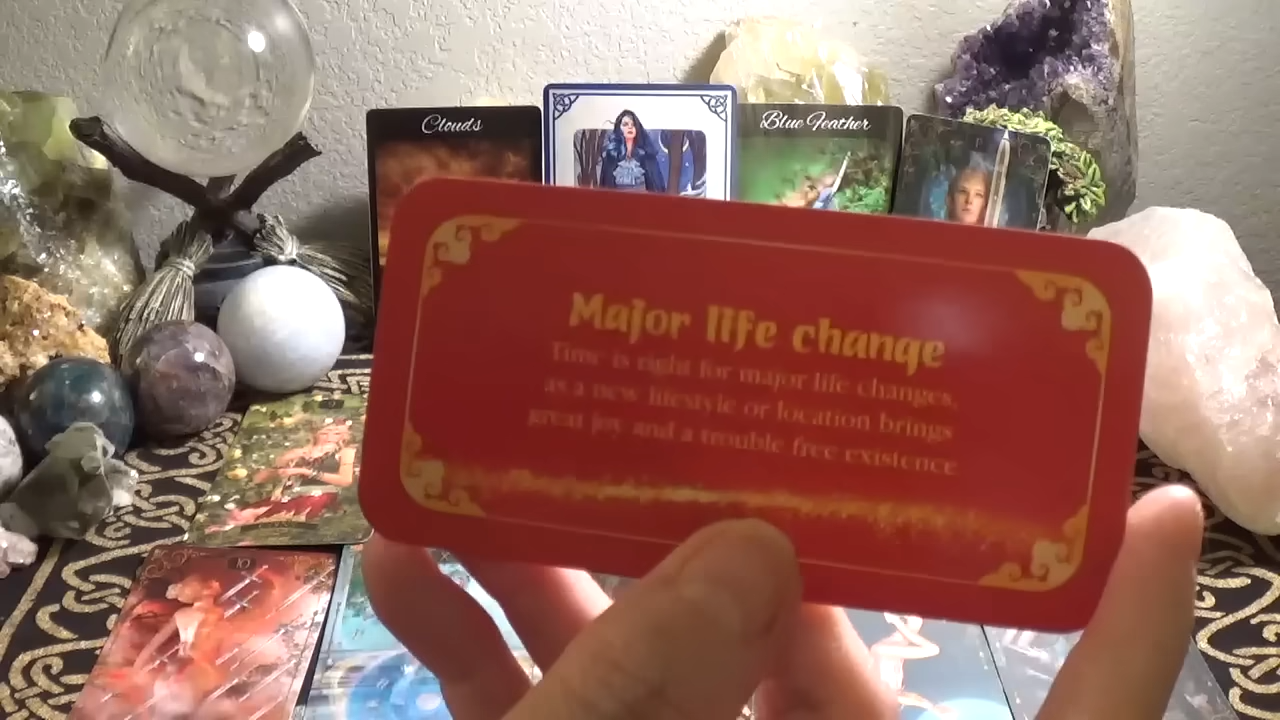 Clouds
Blue Feather
Major life change
Time is right for major life changes,
as a new lifestyle or location brings
great joy and a trouble free existence
10